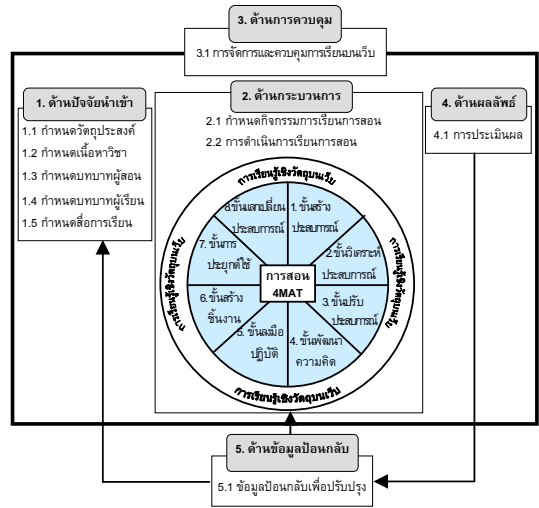 3. ด้านการควบคุม
3.1 การจัดการและควบคุมการเรียนบนเว็บ
1. ด้านปัจจัยนำเข้า
1.1 กำหนดวัตถุประสงค์
1.2 กำหนดเนื้อหาวิชา
1.3 กำหนดบทบาทผู้สอน
1.4 กำหนดบทบาทผู้เรียน
1.5 กำหนดสื่อการเรียน
2. ด้านกระบวนการ
2.1 กำหนดกิจกรรมการเรียนการสอน
2.2 การดำเนินการเรียนการสอน
4. ด้านผลลัพธ์
4.1 การประเมินผล
การเรียนรู้เชิงวัตถุบนเว็บ
การเรียนรู้เชิงวัตถุบนเว็บ
การเรียนรู้เชิงวัตถุบนเว็บ
การเรียนรู้เชิงวัตถุบนเว็บ
การสอน
4MAT
1. ขั้นสร้าง
ประสบการณ์
2.ขั้นวิเคราะห์
ประสบการณ์
3. ขั้นปรับ
ประสบการณ์
4. ขั้นพัฒนา
ความคิด
5. ขั้นลงมือ
ปฏิบัติ
6. ขั้นสร้าง
ชิ้นงาน
7. ขั้นการ
ประยุกต์ใช้
8.ขั้นแลกเปลี่ยน
ประสบการณ์
5. ด้านข้อมูลป้อนกลับ
5.1 ข้อมูลป้อนกลับเพื่อปรับปรุง